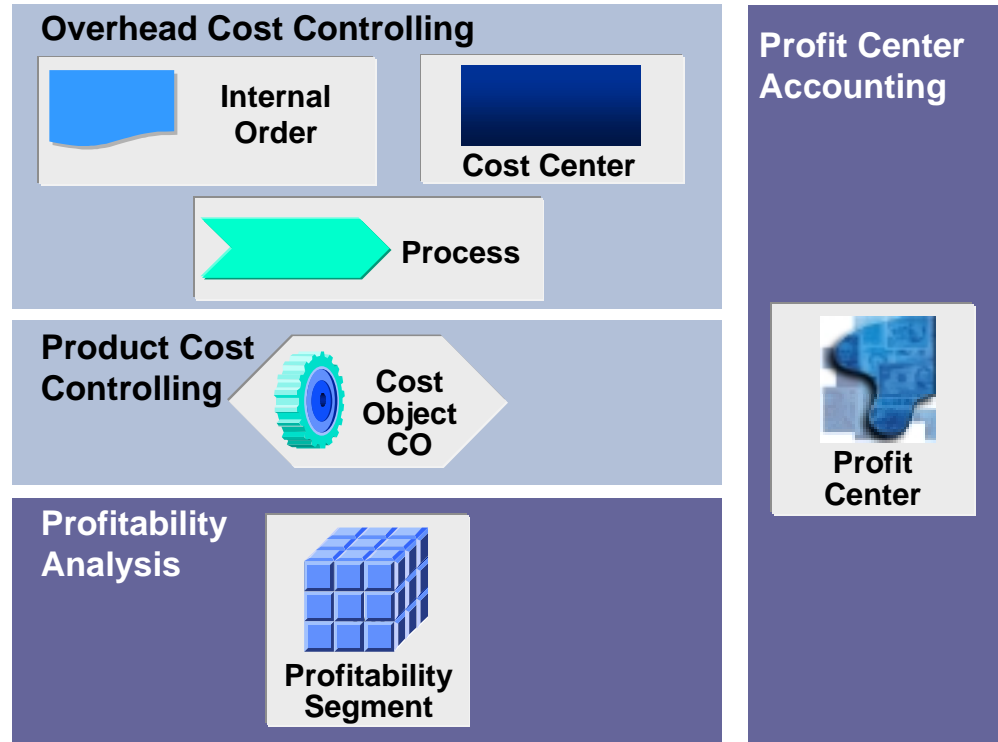 Overhead Cost Controlling
Internal
Order
Cost Center
Process
Product Cost
Controlling
Cost
Object
CO
Profitability
Analysis
Profitability
Segment
Profit Center
Accounting
Profit
Center